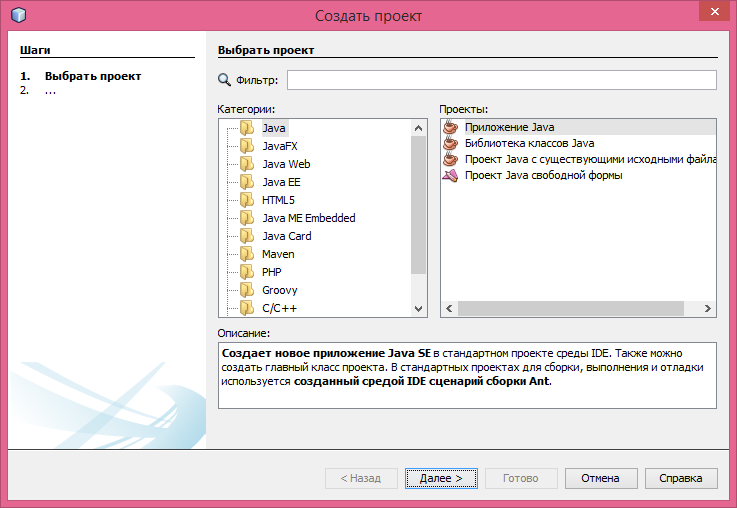 Создать проект
Шаги
1. Выбрать проект
2. ...
Выбрать проект
Фильтр:
Категории:
Java
JavaFX
Java Web
Java EE
HTML5
Java ME Embedded
Java Card
Maven
PHP
Groovy
C/C++
Проекты:
Приложение Java
Библиотека классов Java
Проект Java с существующими исходными файла
Проект Java свободной формы
Описание:
Создает новое приложение Java SE в стандартном проекте среды IDE. Также можно
создать главный класс проекта. В стандартных проектах для сборки, выполнения и отладки
используется созданный средой IDE сценарий сборки Ant.
< Назад
Далее >
Готово
Отмена
Справка